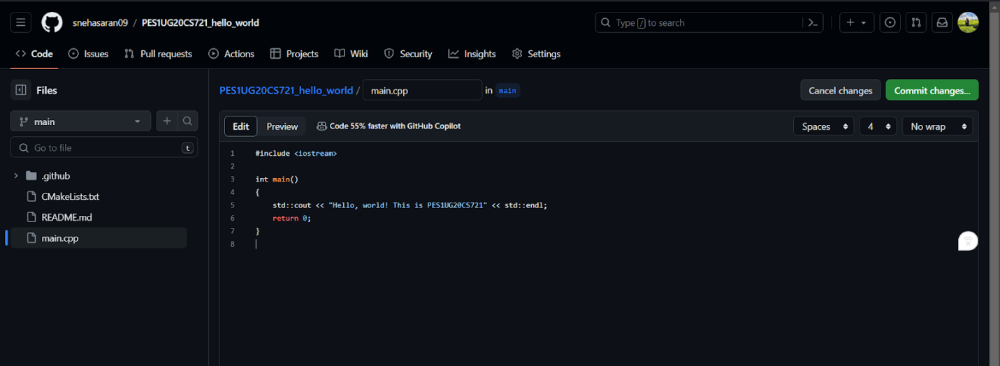 snehasaran09 / PES1UG20CS721_hello_world
Type / to search
Code Issues Pull requests Actions Projects Wiki Security Insights Settings
Files
PES1UG20CS721_hello_world / main.cpp in main
Cancel changes Commit changes...
main
Edit Preview Code 55% faster with GitHub Copilot
Spaces 4 No wrap
Go to file t
.github
CMakeLists.txt
README.md
main.cpp
1 #include <iostream>
2
3 int main()
4 {
5 std::cout << "Hello, world! This is PES1UG20CS721" << std::endl;
6 return 0;
7 }
8